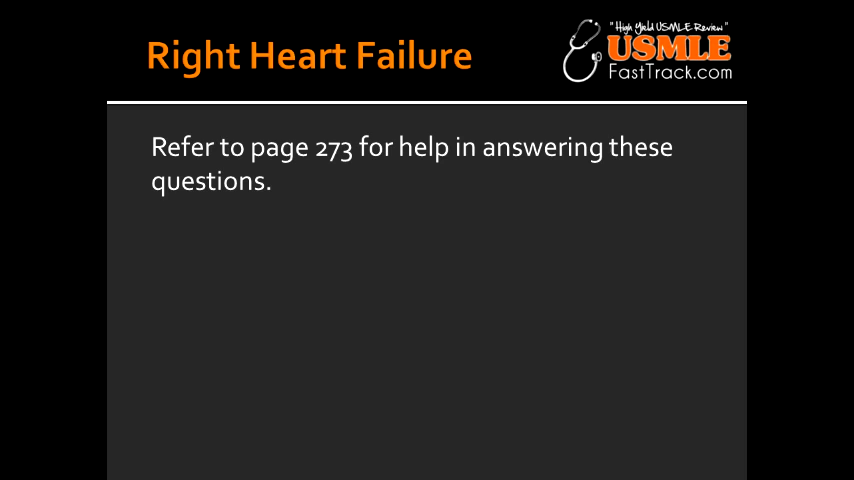 Right Heart Failure
"High Yield USMLE Review"
USMLE
FastTrack.com
Refer to page 273 for help in answering these
questions.